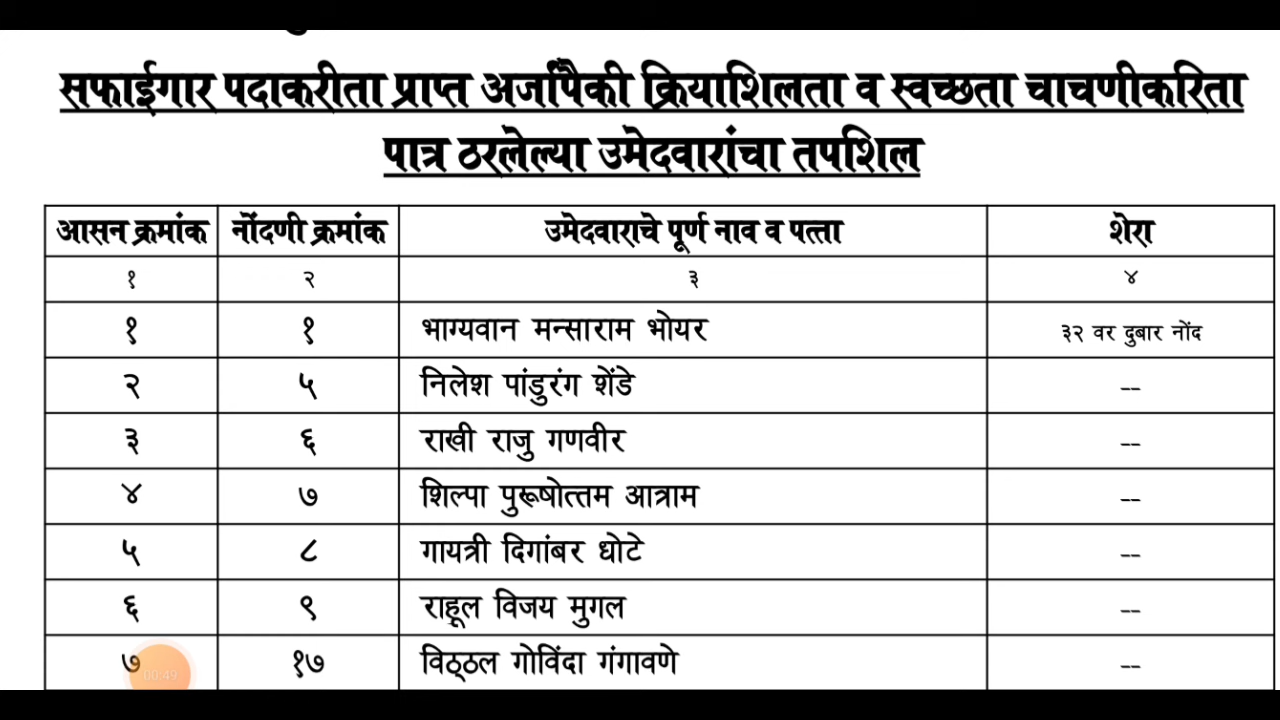 सफाईगार पदाकरीता प्राप्त अर्जांपैकी क्रियाशिलता व स्वच्छता चाचणीकरिता
पात्र ठरलेल्या उमेदवारांचा तपशिल
आसन क्रमांक नोंदणी क्रमांक उमेदवाराचे पूर्ण नाव व पत्ता शेरा
१ २ ३ ४
१ १ भाग्यवान मन्साराम भोयर ३२ वर दुबार नोंद
२ ५ निलेश पांडुरंग शेंडे --
३ ६ राखी राजु गणवीर --
४ ७ शिल्पा पुरूषोत्तम आत्राम --
५ ८ गायत्री दिगांबर धोटे --
६ ९ राहूल विजय मुगल --
७ १७ विठ्ठल गोविंदा गंगावणे --
00:49